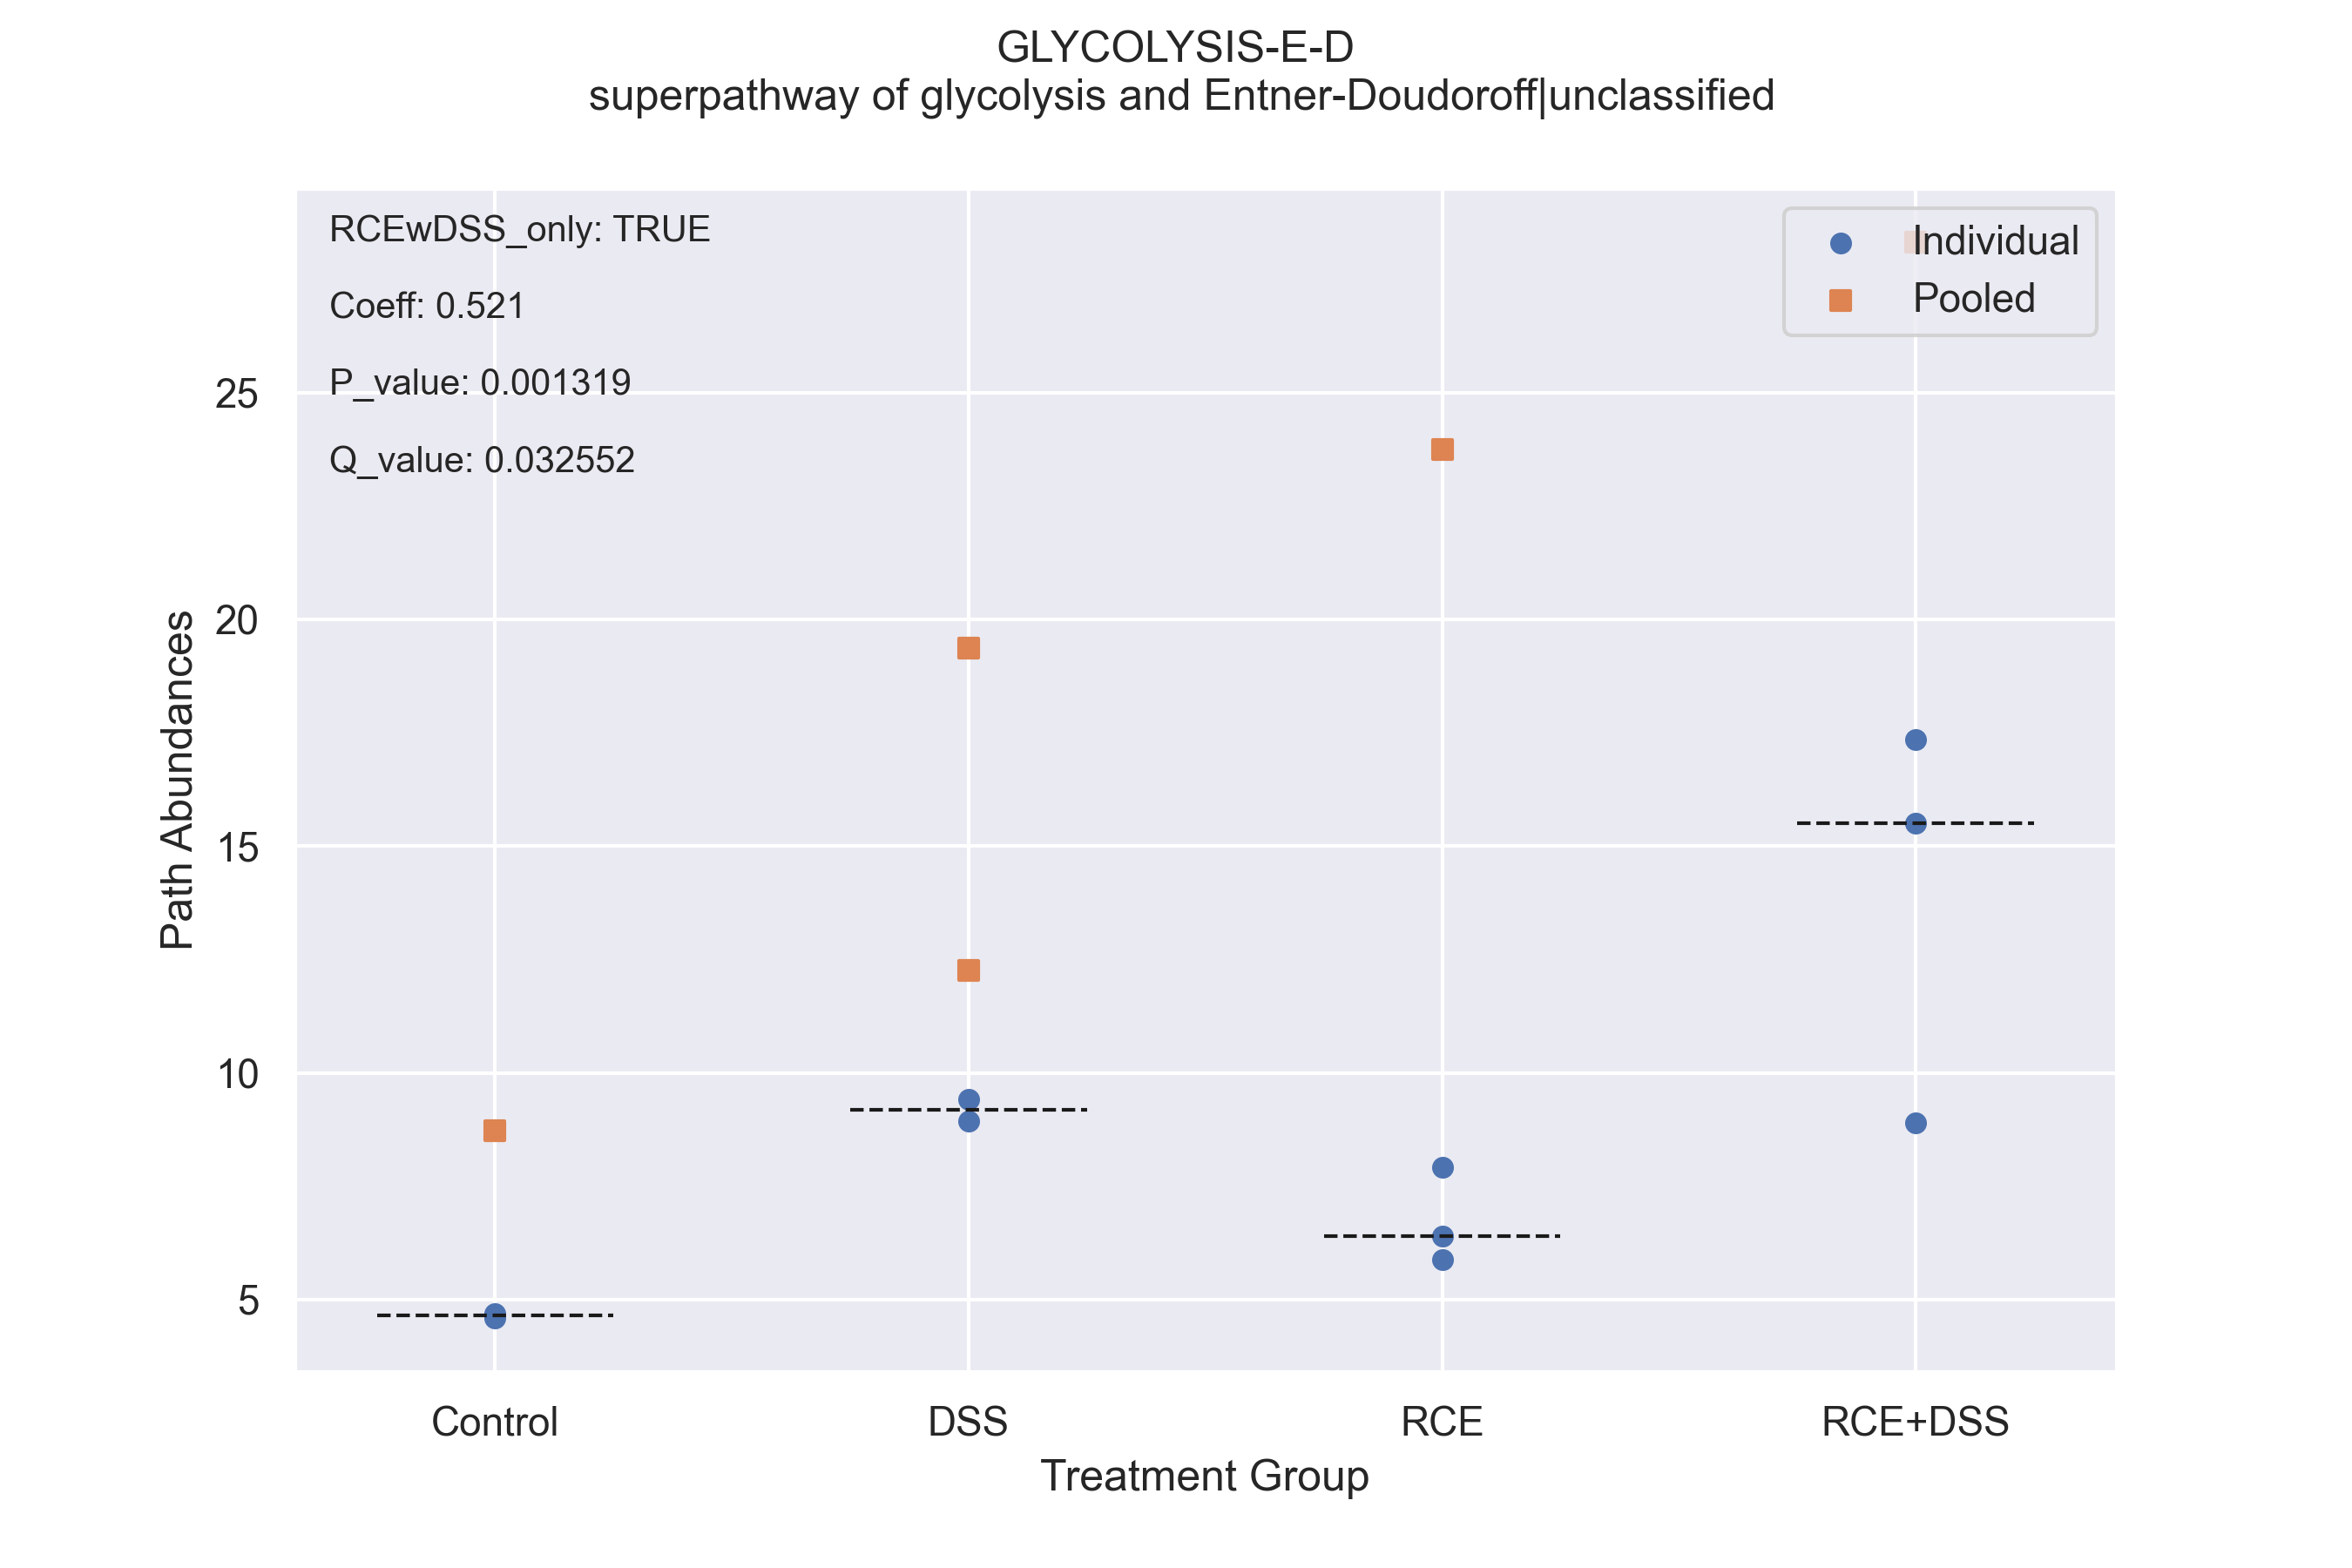 GLYCOLYSIS-E-D
superpathway of glycolysis and Entner-Doudoroff|unclassified
RCEwDSS_only: TRUE
Coeff: 0.521
P_value: 0.001319
Q_value: 0.032552
Individual
Pooled
25
20
15
10
5
Path Abundances
Control
DSS
RCE
RCE+DSS
Treatment Group